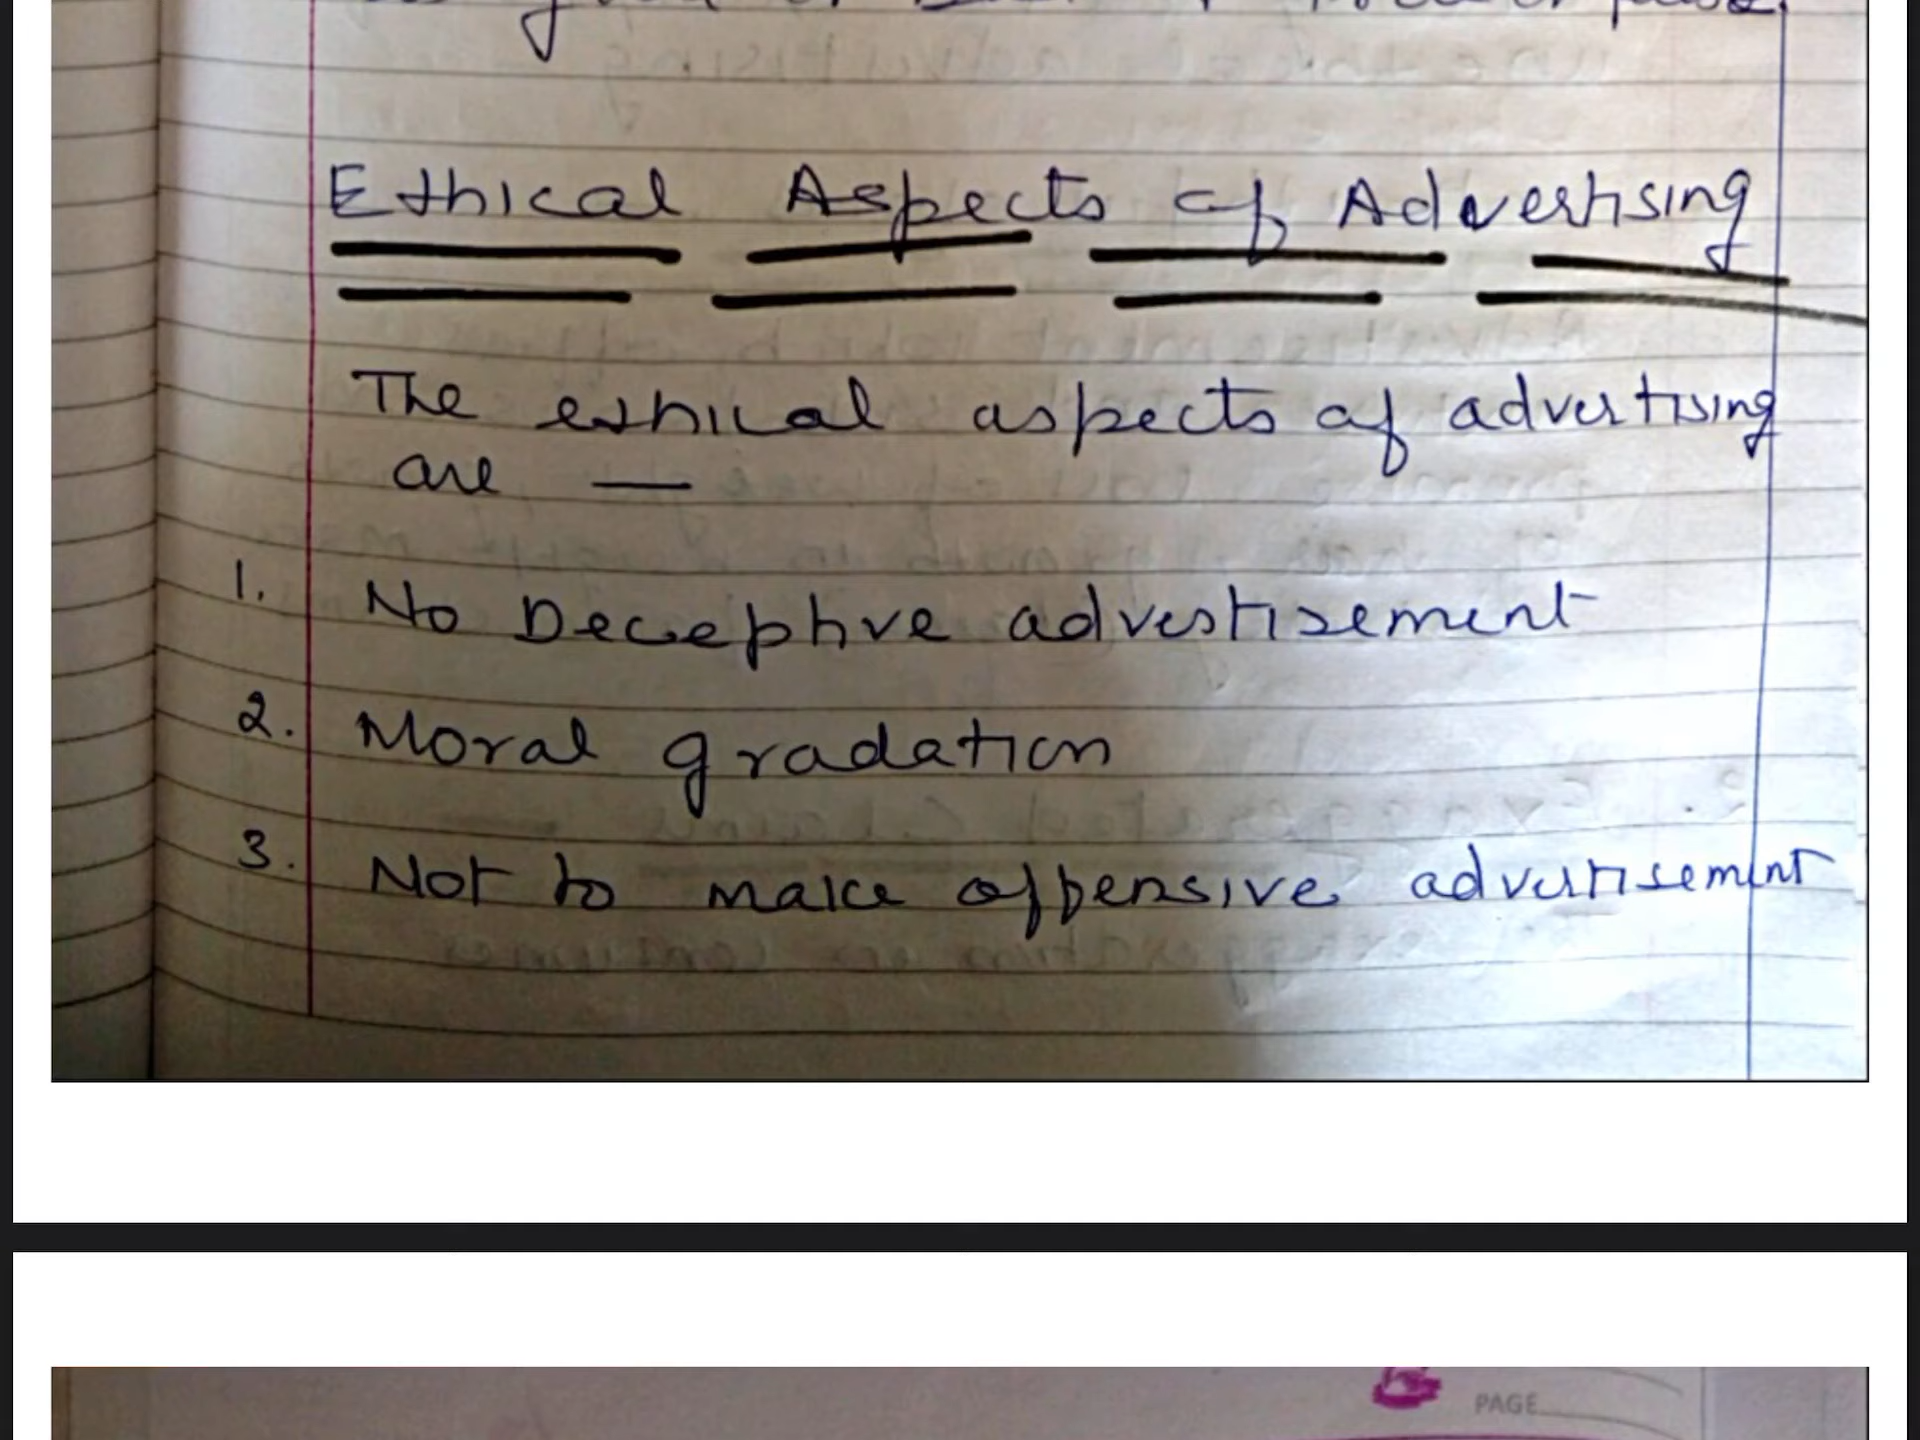 Ethical Aspects of Advertising
The ethical aspects of advertising
are —
1. No Deceptive advertisement
2. Moral gradation
3. Not to make offensive advertisement
PAGE